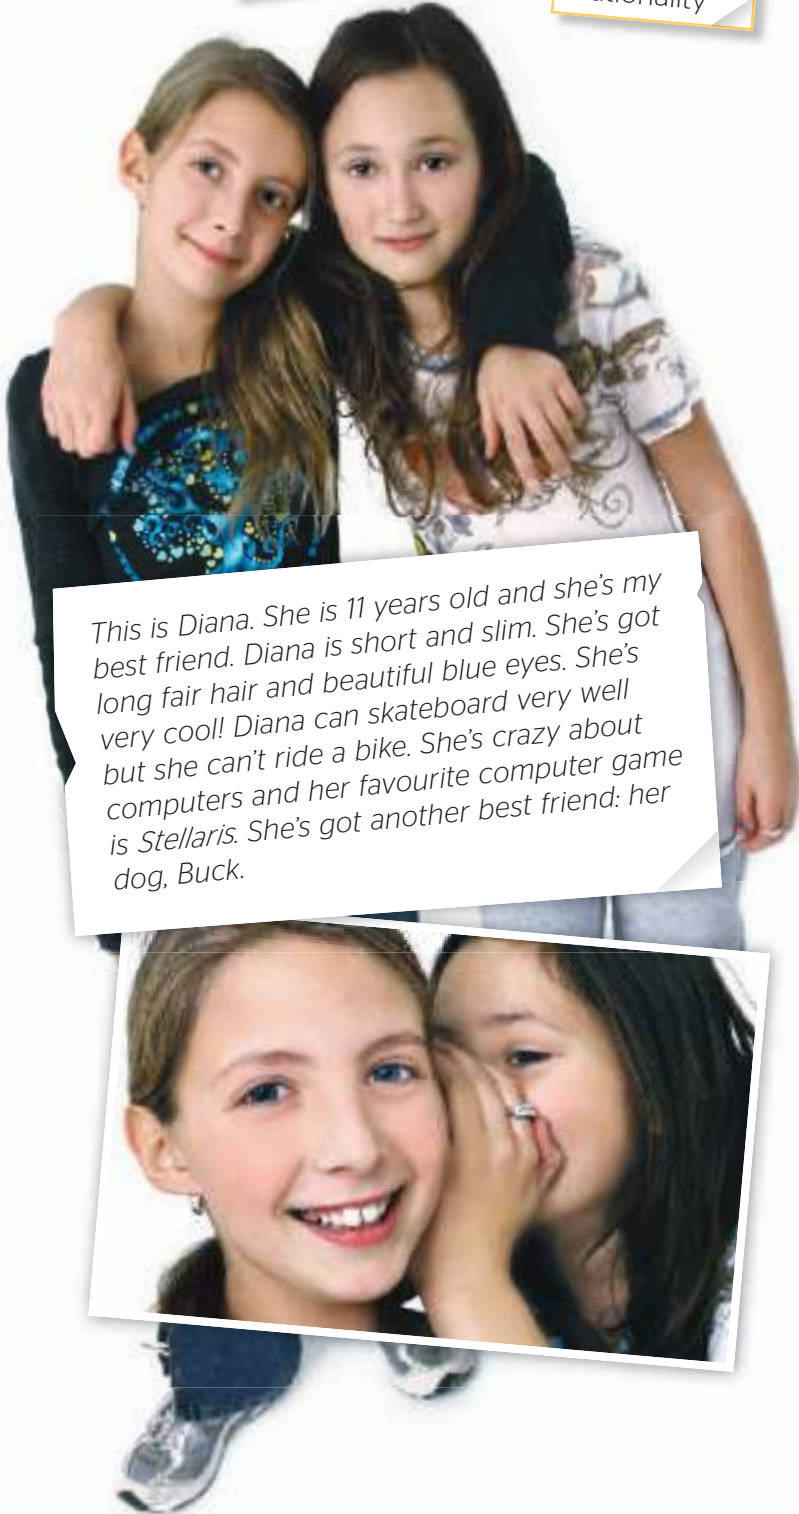 This is Diana. She is 11 years old and she's my
best friend. Diana is short and slim. She's got
long fair hair and beautiful blue eyes. She's
very cool! Diana can skateboard very well
but she can't ride a bike. She's crazy about
computers and her favourite computer game
is Stellaris. She's got another best friend: her
dog, Buck.